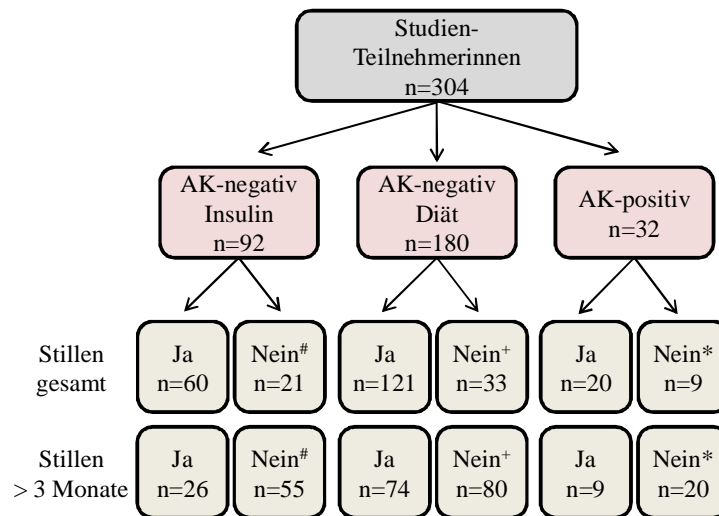 Studien-
Teilnehmerinnen
n=304
AK-negativ
Insulin
n=92
AK-negativ
Diät
n=180
AK-positiv
n=32
Stillen
gesamt
Ja
n=60
Nein#
n=21
Ja
n=121
Nein+
n=33
Ja
n=20
Nein*
n=9
Stillen
> 3 Monate
Ja
n=26
Nein#
n=55
Ja
n=74
Nein+
n=80
Ja
n=9
Nein*
n=20